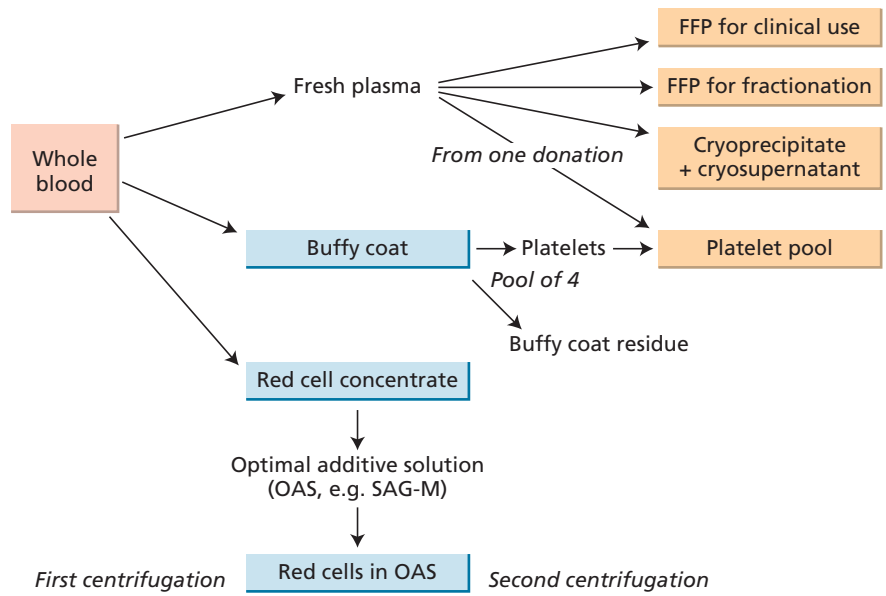 FFP for clinical use
Fresh plasma
FFP for fractionation
Whole
blood
From one donation
Cryoprecipitate
+ cryosupernatant
Buffy coat
Platelets
Platelet pool
Pool of 4
Buffy coat residue
Red cell concentrate
Optimal additive solution
(OAS, e.g. SAG-M)
First centrifugation
Red cells in OAS
Second centrifugation